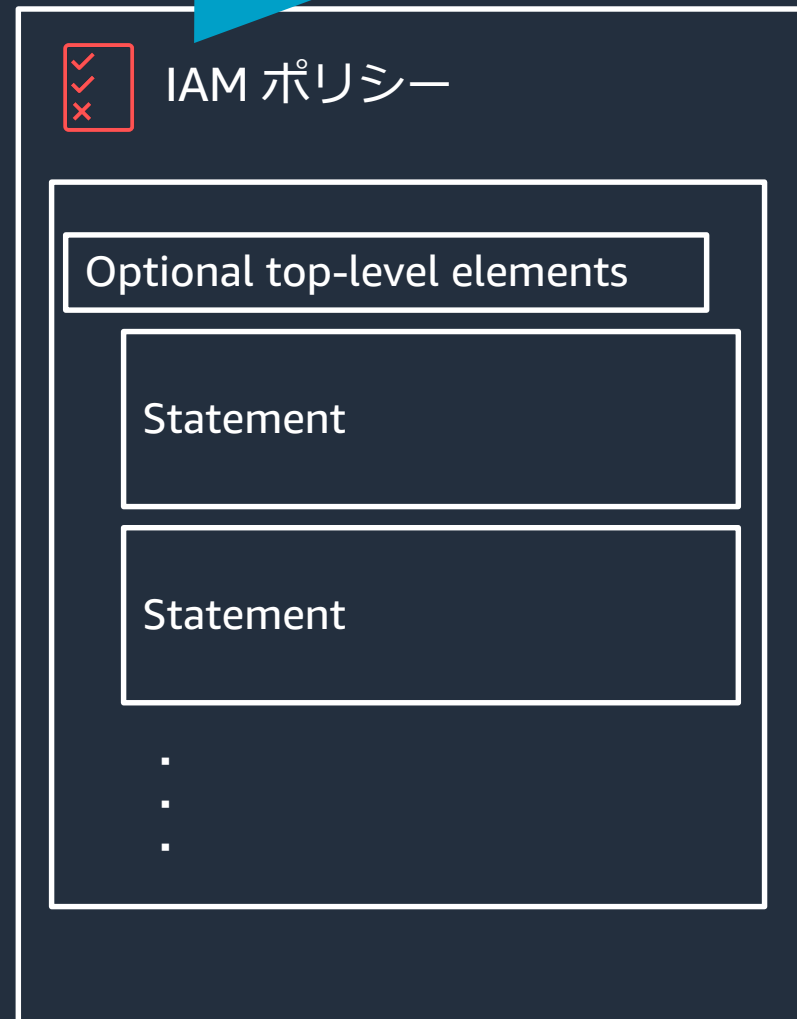 IAM ポリシー
Optional top-level elements
Statement
Statement
.
.
.